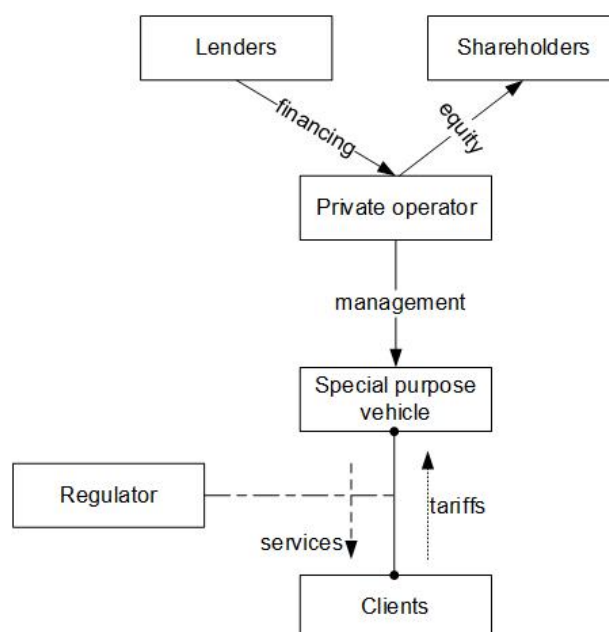 Lenders
Shareholders
financing
equity
Private operator
management
Special purpose
vehicle
Regulator
tariffs
services
Clients